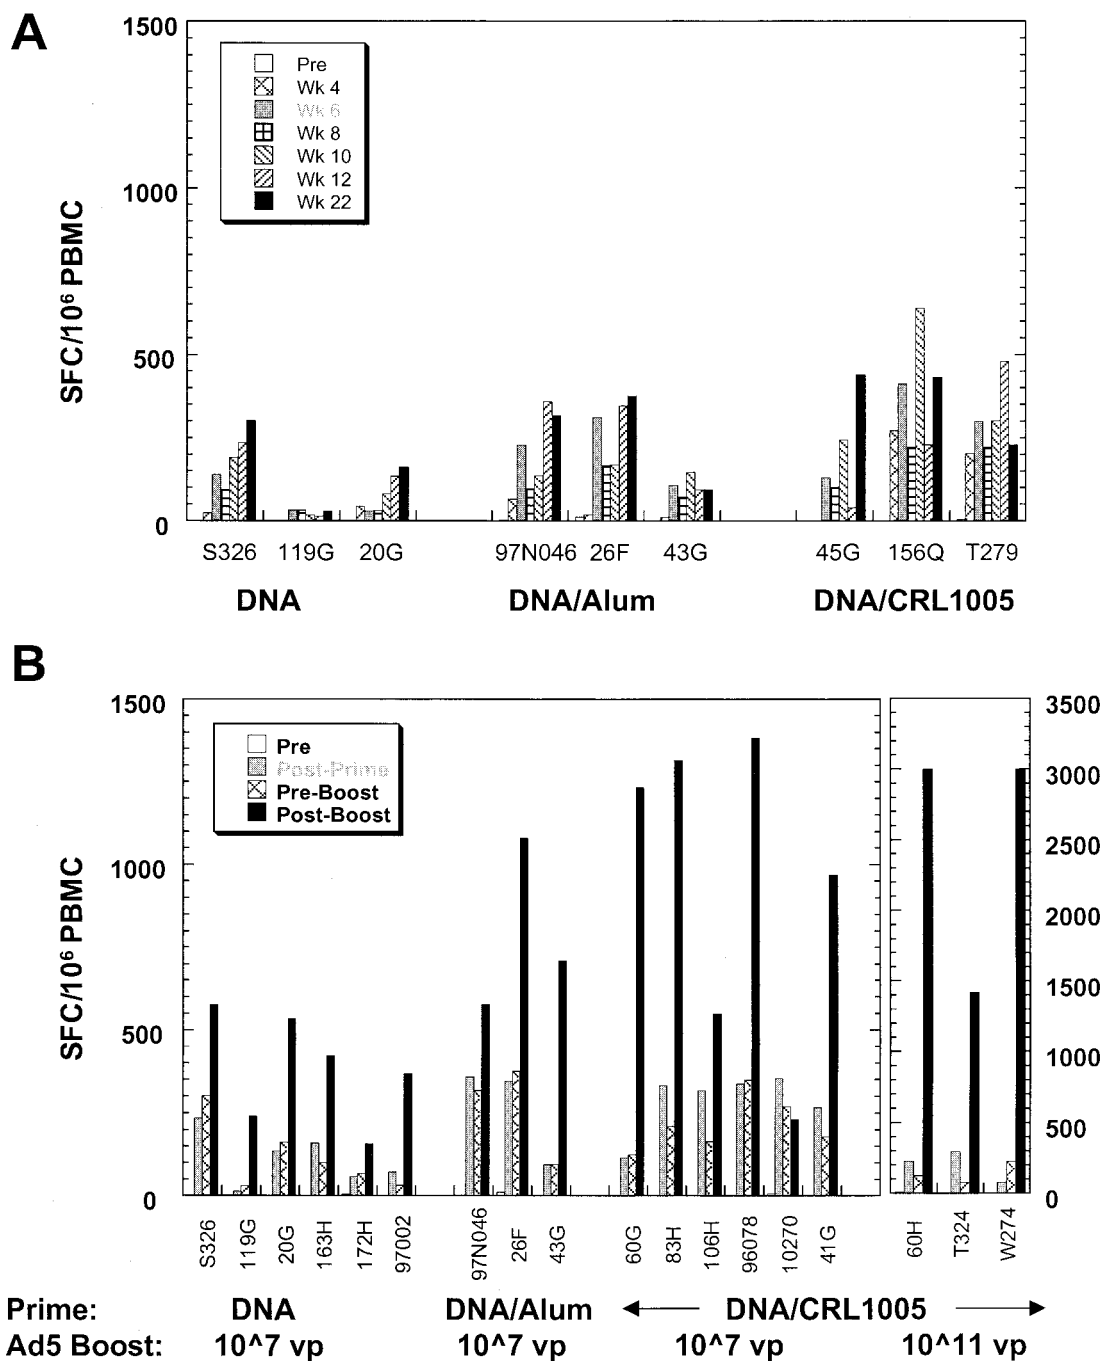 A
1500
1000
500
0
SFC/10⁶ PBMC
Pre
Wk 4
Wk 6
Wk 8
Wk 10
Wk 12
Wk 22
S326 119G 20G 97N046 26F 43G 45G 156Q T279
DNA DNA/Alum DNA/CRL1005
B
1500
1000
500
0
SFC/10⁶ PBMC
Pre
Post-Prime
Pre-Boost
Post-Boost
3500
3000
2500
2000
1500
1000
500
0
S326 119G 20G 163H 172H 97002 97N046 26F 43G 60G 83H 106H 96078 10270 41G 60H T324 W274
Prime: DNA DNA/Alum DNA/CRL1005
Ad5 Boost: 10^7 vp 10^7 vp 10^7 vp 10^11 vp